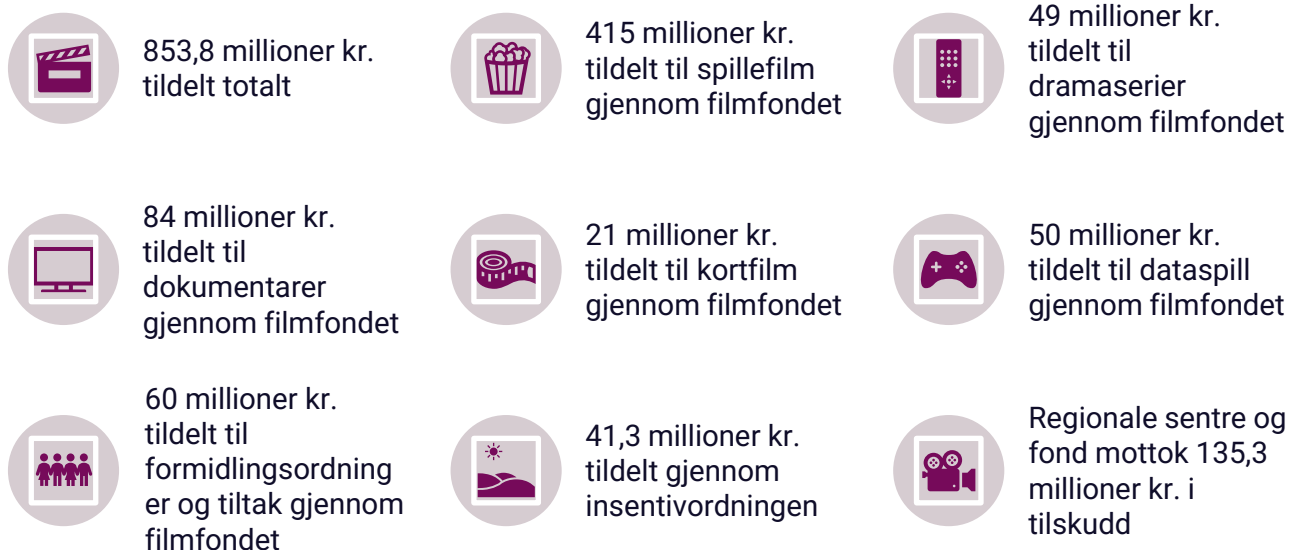 853,8 millioner kr.
tildelt totalt
415 millioner kr.
tildelt til spillefilm
gjennom filmfondet
49 millioner kr.
tildelt til
dramaserier
gjennom filmfondet
84 millioner kr.
tildelt til
dokumentarer
gjennom filmfondet
21 millioner kr.
tildelt til kortfilm
gjennom filmfondet
50 millioner kr.
tildelt til dataspill
gjennom filmfondet
60 millioner kr.
tildelt til
formidlingsordning
er og tiltak gjennom
filmfondet
41,3 millioner kr.
tildelt gjennom
insentivordningen
Regionale sentre og
fond mottok 135,3
millioner kr. i
tilskudd